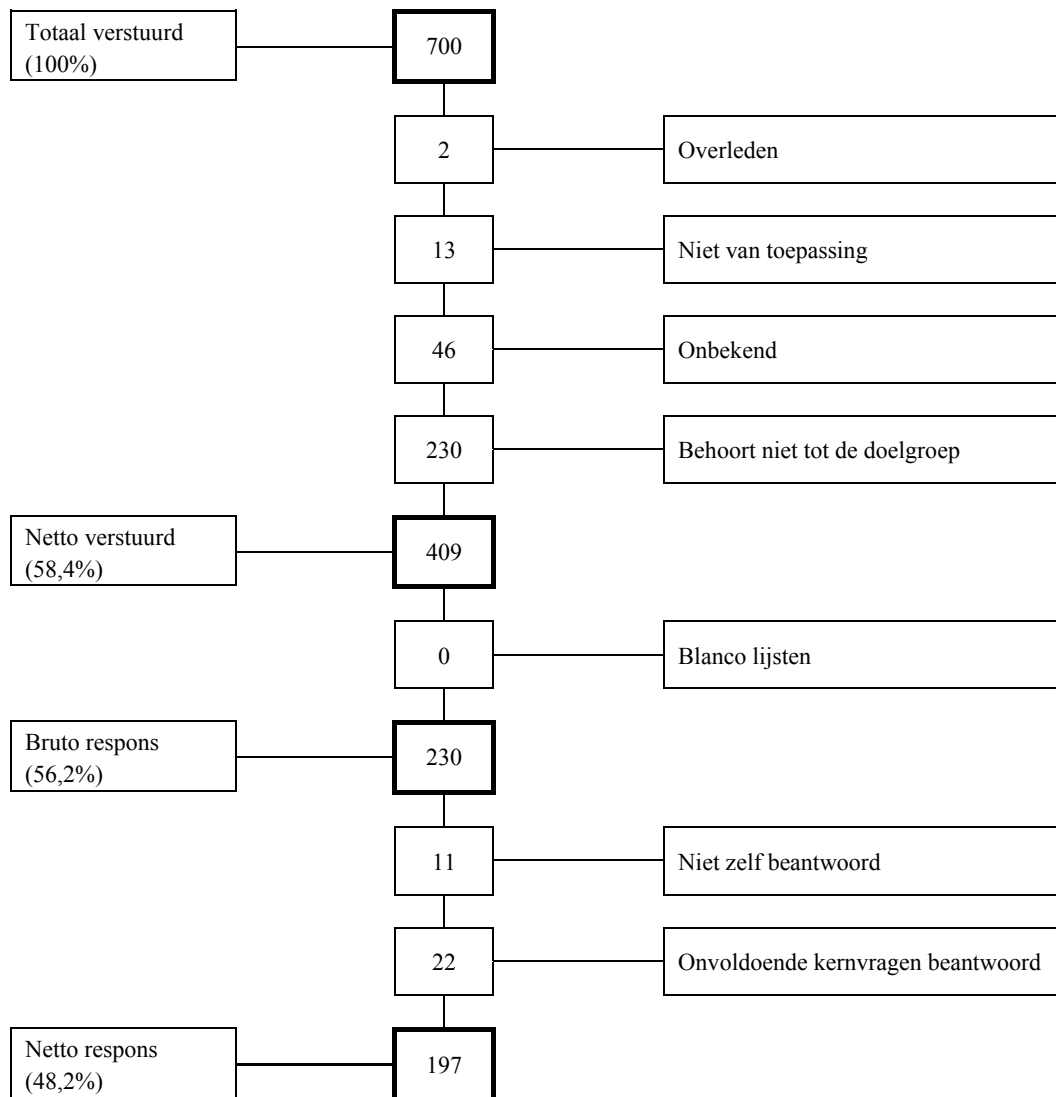 Totaal verstuurd
(100%)
700
2
Overleden
13
Niet van toepassing
46
Onbekend
230
Behoort niet tot de doelgroep
Netto verstuurd
(58,4%)
409
0
Blanco lijsten
Bruto respons
(56,2%)
230
11
Niet zelf beantwoord
22
Onvoldoende kernvragen beantwoord
Netto respons
(48,2%)
197